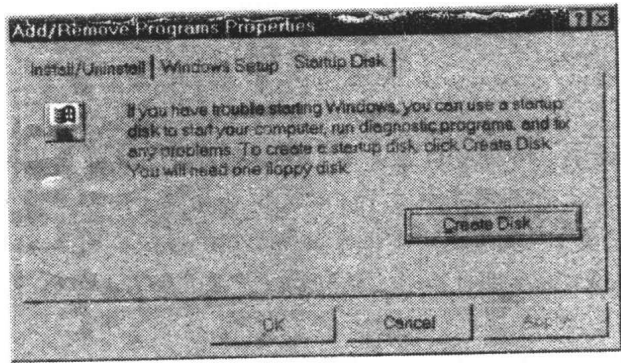 Add/Remove Programs Properties
Install/Uninstall Windows Setup Startup Disk
If you have trouble starting Windows, you can use a startup
disk to start your computer, run diagnostic programs, and fix
any problems. To create a startup disk, click Create Disk.
You will need one floppy disk.
Create Disk...
OK Cancel Apply